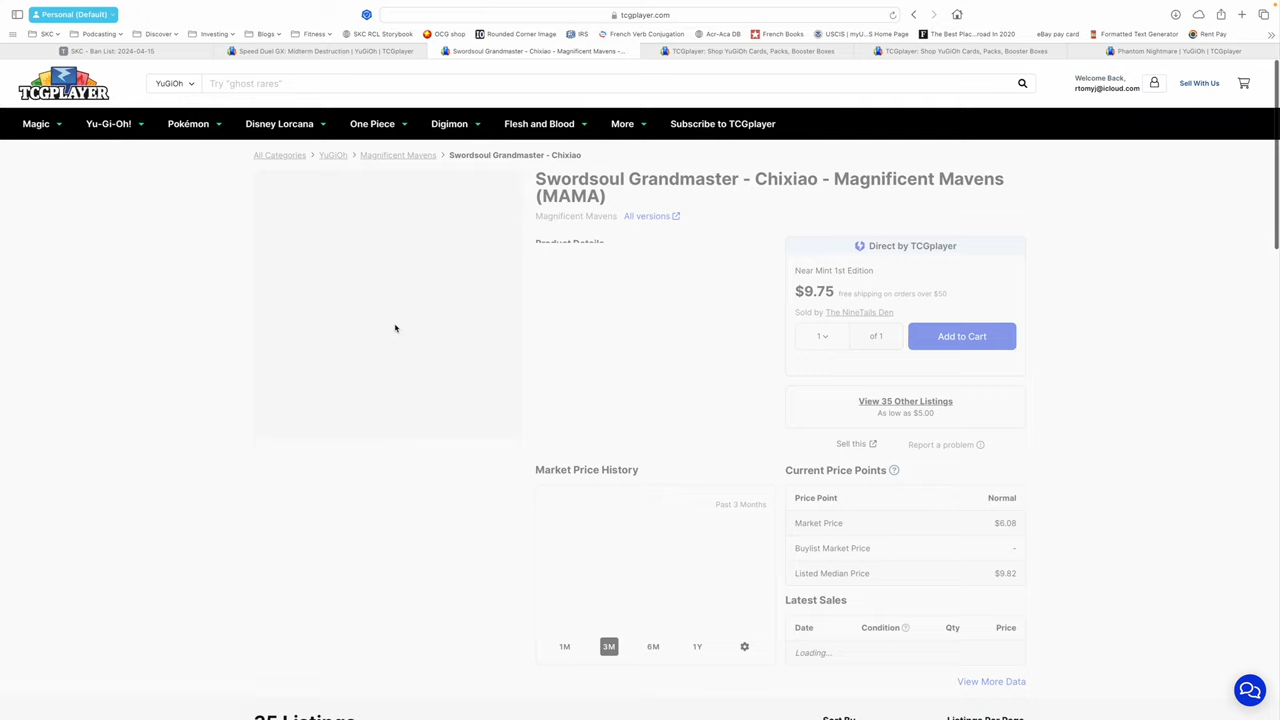 Personal (Default)
tcgplayer.com
SKC
Podcasting
Discover
Investing
Blogs
Fitness
SKC RCL Storybook
OCG shop
Rounded Corner Image
IRS
French Verb Conjugation
Acr-Aca DB
French Books
USCIS | myU...S Home Page
The Best Plac...road In 2020
eBay pay card
Formatted Text Generator
Rent Pay
T SKC - Ban List: 2024-04-15
Speed Duel GX: Midterm Destruction | YuGiOh | TCGplayer
Swordsoul Grandmaster - Chixiao - Magnificent Mavens -...
TCGplayer: Shop YuGiOh Cards, Packs, Booster Boxes
TCGplayer: Shop YuGiOh Cards, Packs, Booster Boxes
Phantom Nightmare | YuGiOh | TCGplayer
TCGPLAYER
YuGiOh
Try "ghost rares"
Welcome Back,
rtomyj@icloud.com
Sell With Us
Magic
Yu-Gi-Oh!
Pokémon
Disney Lorcana
One Piece
Digimon
Flesh and Blood
More
Subscribe to TCGplayer
All Categories > YuGiOh > Magnificent Mavens > Swordsoul Grandmaster - Chixiao
Swordsoul Grandmaster - Chixiao - Magnificent Mavens
(MAMA)
Magnificent Mavens All versions
Product Details
Direct by TCGplayer
Near Mint 1st Edition
$9.75 free shipping on orders over $50
Sold by The NineTails Den
1 of 1 Add to Cart
View 35 Other Listings
As low as $5.00
Sell this Report a problem
Market Price History
Past 3 Months
1M 3M 6M 1Y
Current Price Points
Price Point Normal
Market Price $6.08
Buylist Market Price -
Listed Median Price $9.82
Latest Sales
Date Condition Qty Price
Loading...
View More Data
35 Listings
Sort By
Listings Per Page